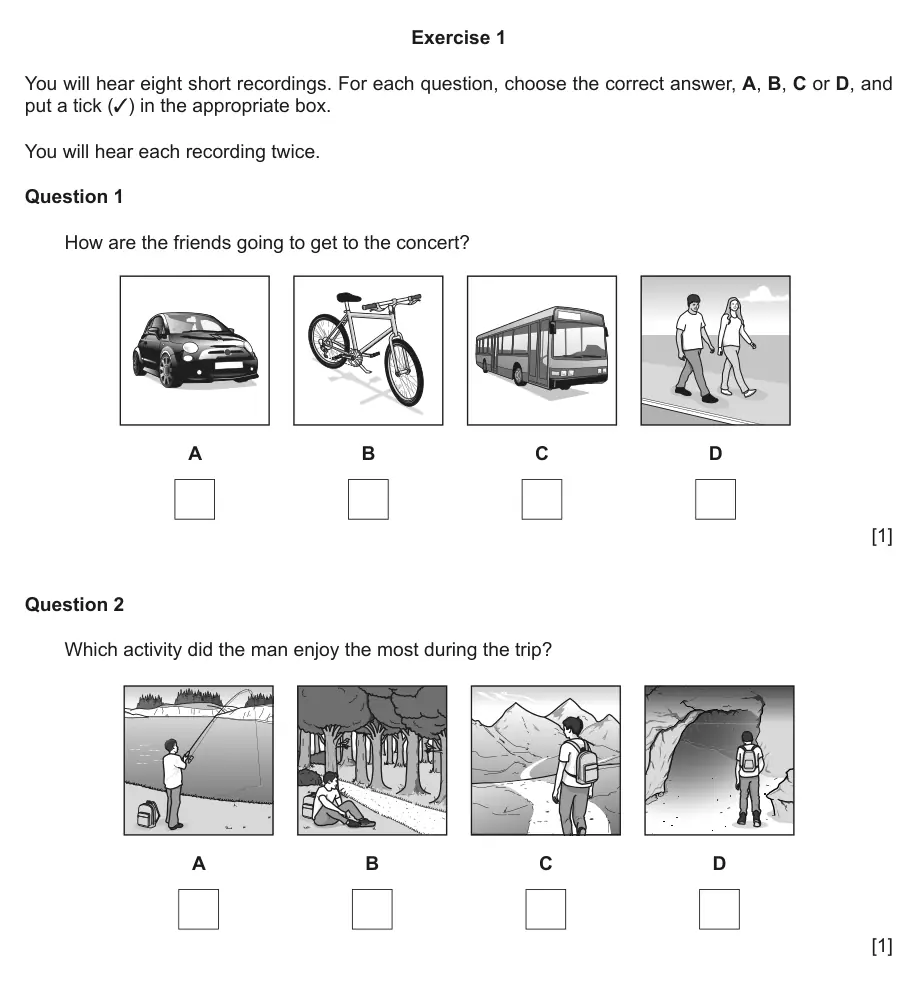 Exercise 1
You will hear eight short recordings. For each question, choose the correct answer, A, B, C or D, and
put a tick (✓) in the appropriate box.
You will hear each recording twice.
Question 1
How are the friends going to get to the concert?
A B C D
[1]
Question 2
Which activity did the man enjoy the most during the trip?
A B C D
[1]